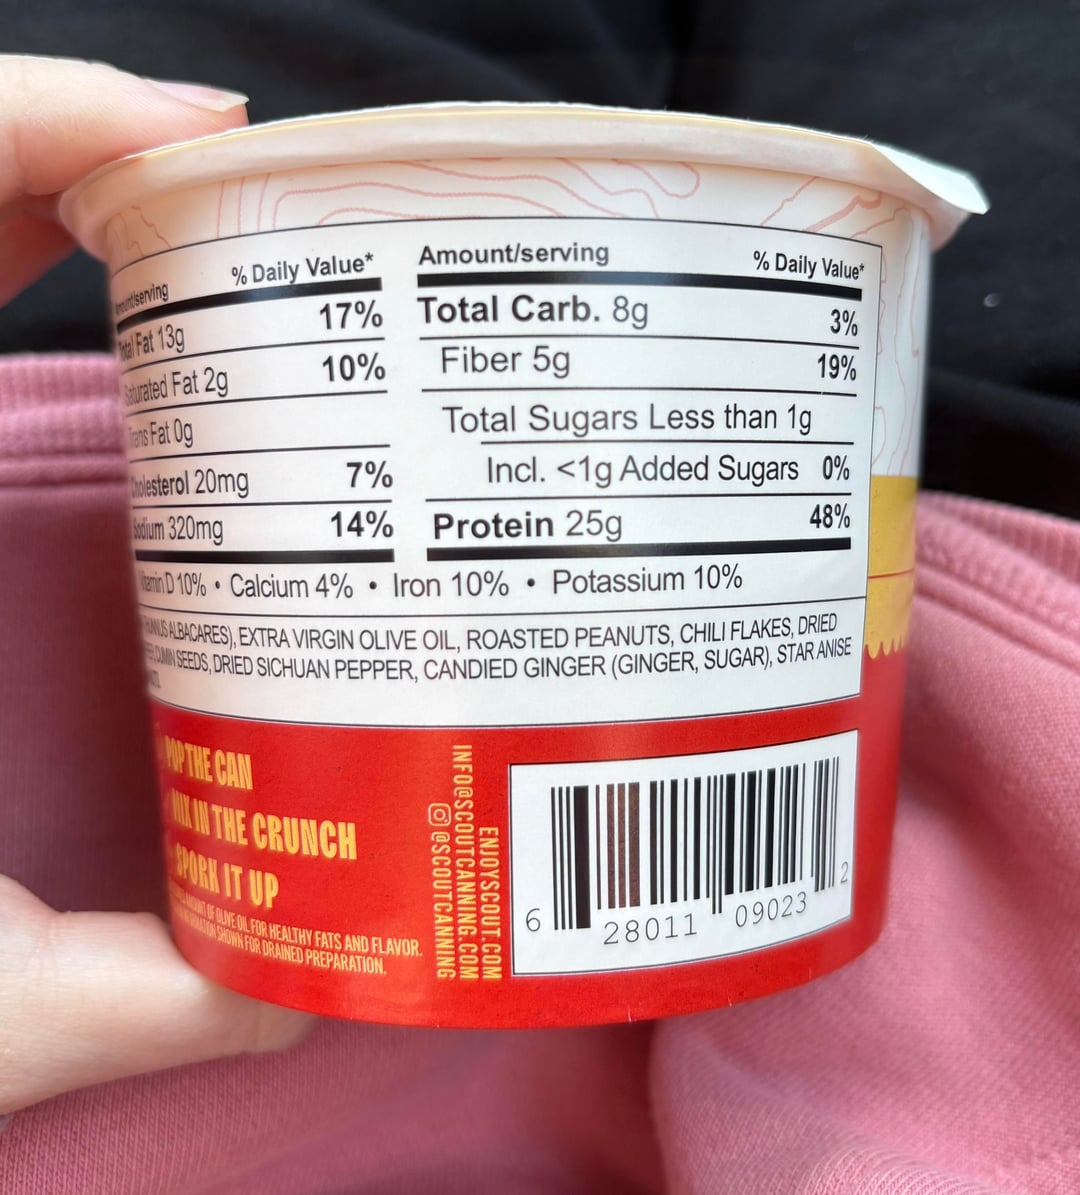 % Daily Value*
Total Fat 13g 17%
Saturated Fat 2g 10%
Trans Fat 0g
Cholesterol 20mg 7%
Sodium 320mg 14%
Amount/serving % Daily Value*
Total Carb. 8g 3%
Fiber 5g 19%
Total Sugars Less than 1g
Incl. <1g Added Sugars 0%
Protein 25g 48%
Vitamin D 10% • Calcium 4% • Iron 10% • Potassium 10%
ALBACARES), EXTRA VIRGIN OLIVE OIL, ROASTED PEANUTS, CHILI FLAKES, DRIED
CUMIN SEEDS, DRIED SICHUAN PEPPER, CANDIED GINGER (GINGER, SUGAR), STAR ANISE
POP THE CAN
MIX IN THE CRUNCH
SPORK IT UP
AMOUNT OF OLIVE OIL FOR HEALTHY FATS AND FLAVOR.
SHOWN FOR DRAINED PREPARATION.
ENJOYSCOUT.COM
INFO@SCOUTCANNING.COM
@SCOUTCANNING
6 28011 09023 2